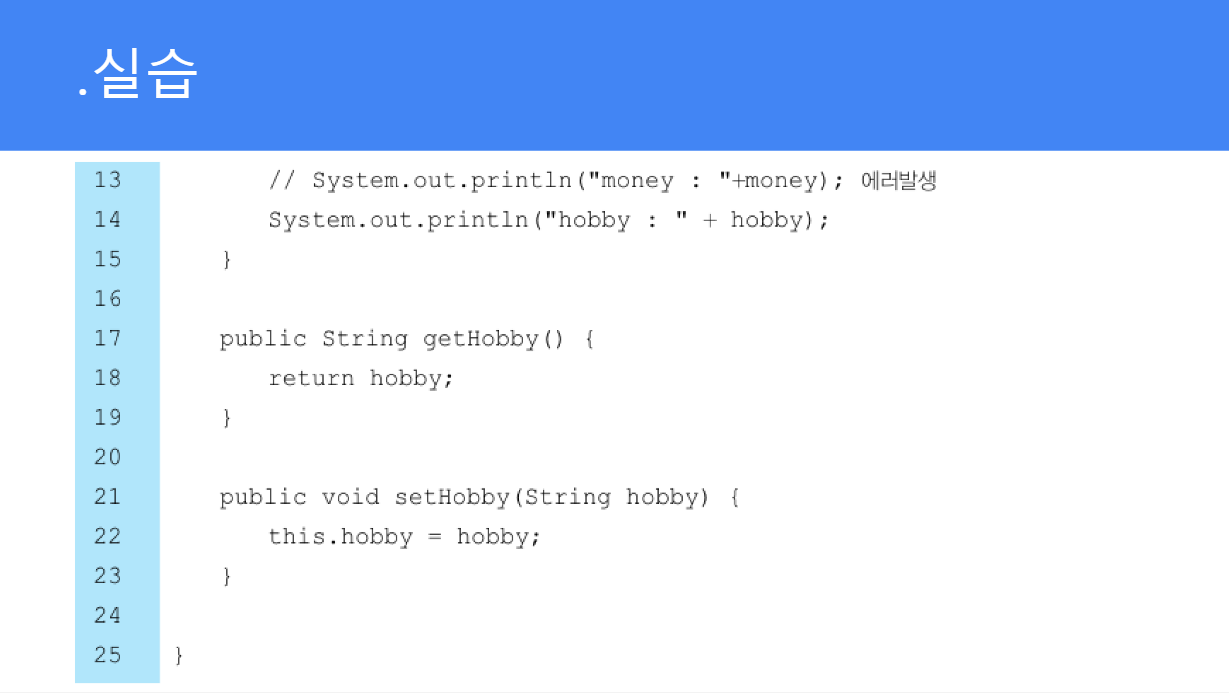 .실습
13 // System.out.println("money : "+money); 에러발생
14 System.out.println("hobby : " + hobby);
15 }
16
17 public String getHobby() {
18 return hobby;
19 }
20
21 public void setHobby(String hobby) {
22 this.hobby = hobby;
23 }
24
25 }